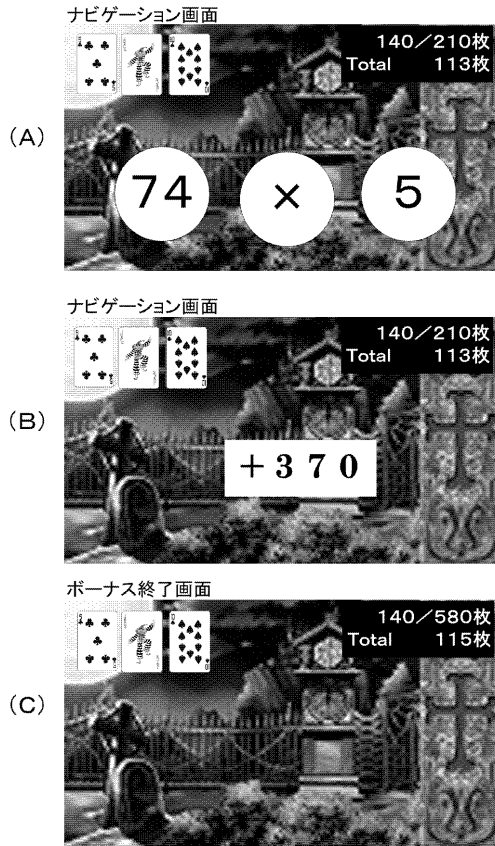 ナビゲーション画面
(A)
140／210枚
Total 113枚
74 × 5
ナビゲーション画面
(B)
140／210枚
Total 113枚
＋370
ボーナス終了画面
(C)
140／580枚
Total 115枚